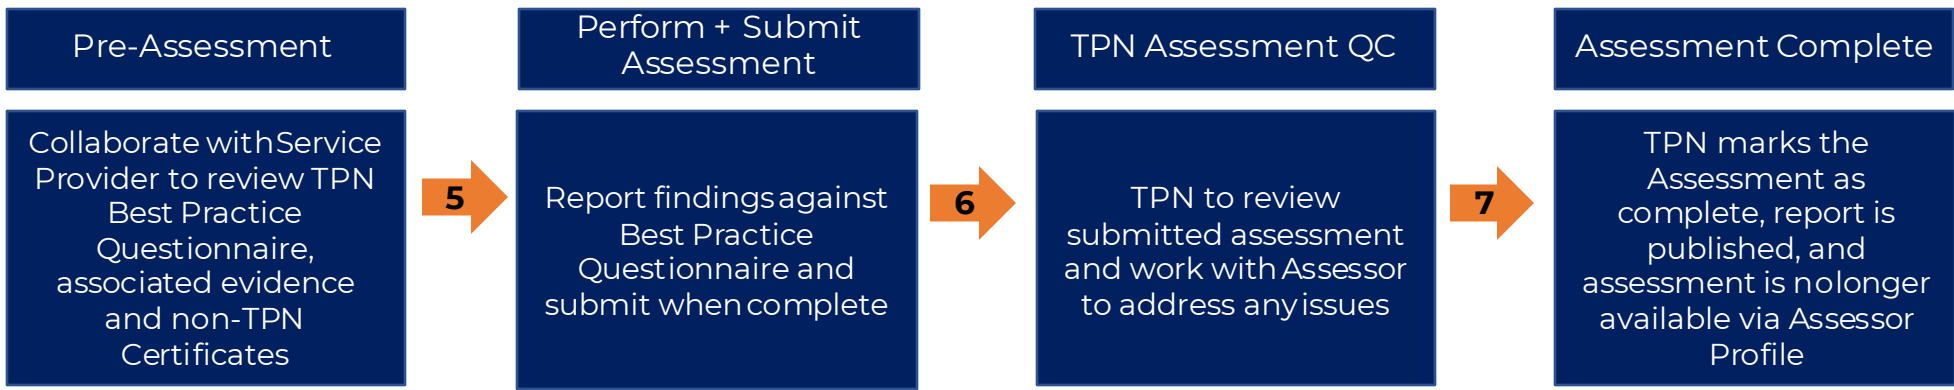 Pre-Assessment
Collaborate with Service
Provider to review TPN
Best Practice
Questionnaire,
associated evidence
and non-TPN
Certificates
5
Perform + Submit
Assessment
Report findings against
Best Practice
Questionnaire and
submit when complete
6
TPN Assessment QC
TPN to review
submitted assessment
and work with Assessor
to address any issues
7
Assessment Complete
TPN marks the
Assessment as
complete, report is
published, and
assessment is no longer
available via Assessor
Profile